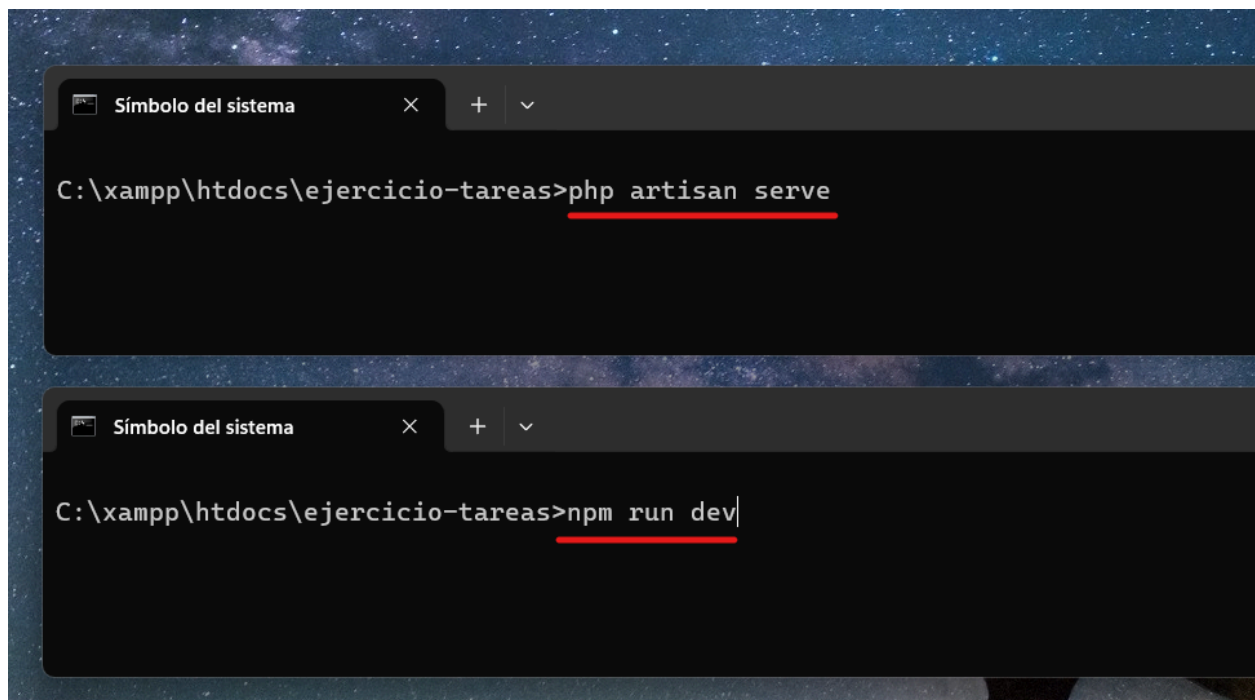 Símbolo del sistema
C:\xampp\htdocs\ejercicio-tareas>php artisan serve
Símbolo del sistema
C:\xampp\htdocs\ejercicio-tareas>npm run dev